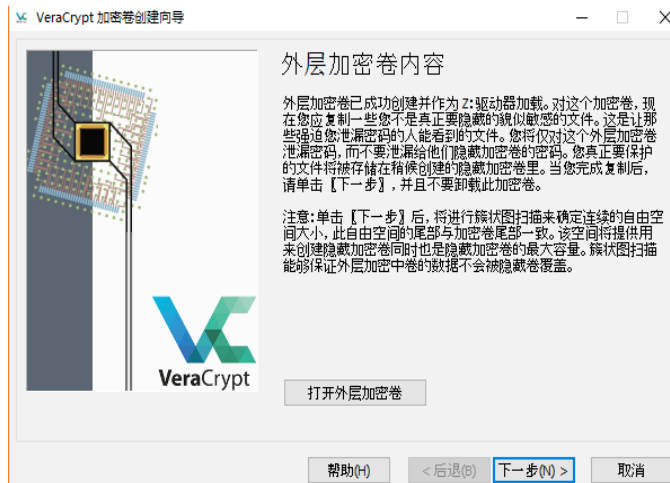 VeraCrypt 加密卷创建向导
外层加密卷内容
外层加密卷已成功创建并作为 Z:驱动器加载。对这个加密卷，现
在您应复制一些您不是真正要隐藏的貌似敏感的文件。这是让那
些强迫您泄漏密码的人能看到的文件。您将仅对这个外层加密卷
泄漏密码，而不要泄漏给他们隐藏加密卷的密码。您真正要保护
的文件将被存储在稍候创建的隐藏加密卷里。当您完成复制后，
请单击〖下一步〗，并且不要卸载此加密卷。
注意:单击〖下一步〗后，将进行簇状图扫描来确定连续的自由空
间大小，此自由空间的尾部与加密卷尾部一致。该空间将提供用
来创建隐藏加密卷同时也是隐藏加密卷的最大容量。簇状图扫描
能够保证外层加密中卷的数据不会被隐藏卷覆盖。
VeraCrypt
打开外层加密卷
帮助(H) < 后退(B) 下一步(N) > 取消